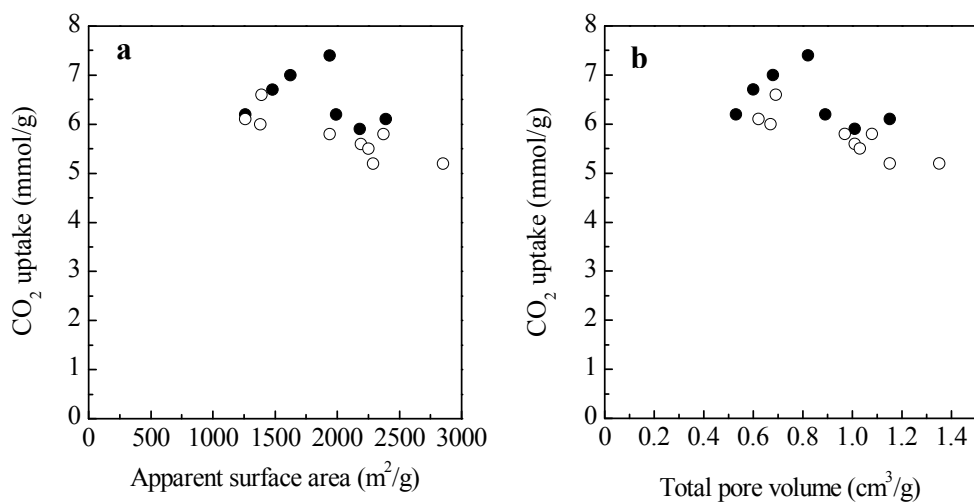 a
8
7
6
5
4
3
2
1
0
CO2 uptake (mmol/g)
0 500 1000 1500 2000 2500 3000
Apparent surface area (m²/g)
b
8
7
6
5
4
3
2
1
0
CO2 uptake (mmol/g)
0 0.2 0.4 0.6 0.8 1.0 1.2 1.4
Total pore volume (cm³/g)